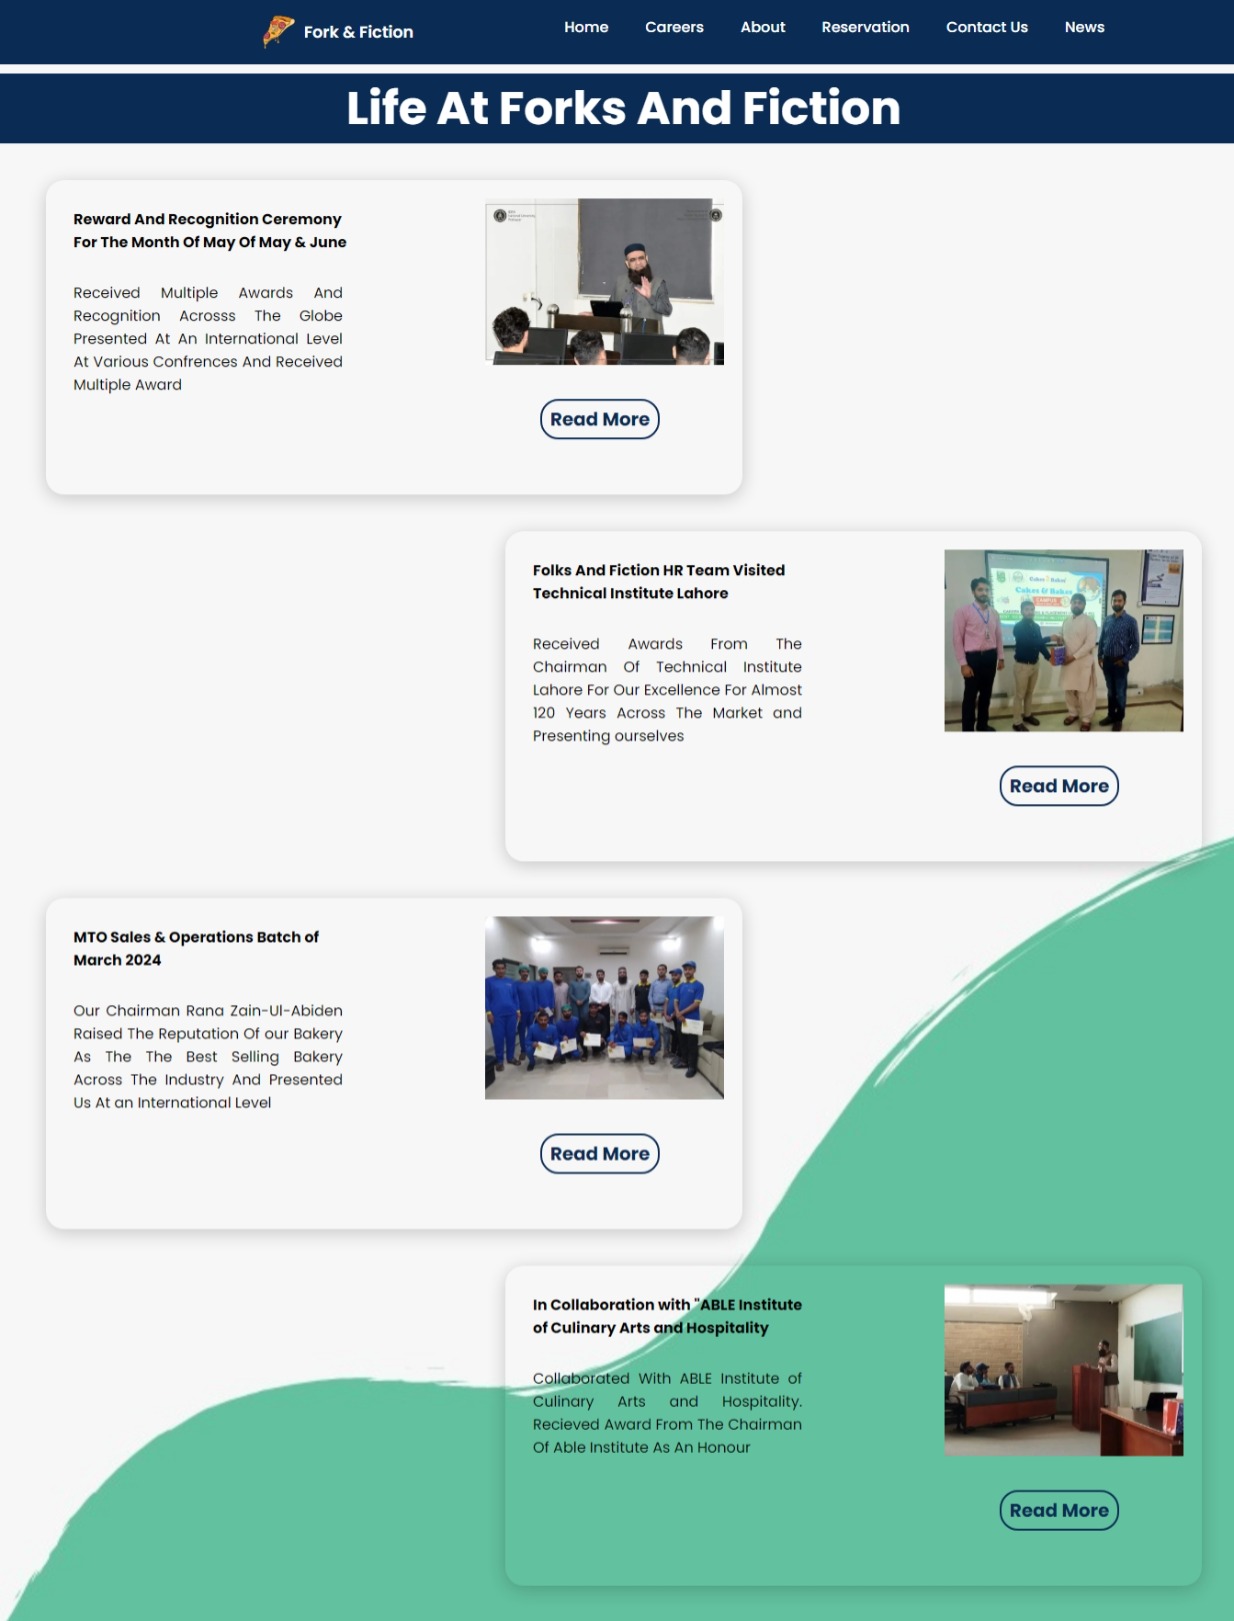 Fork & Fiction
Home
Careers
About
Reservation
Contact Us
News
Life At Forks And Fiction
Reward And Recognition Ceremony
For The Month Of May Of May & June
Received Multiple Awards And
Recognition Acrosss The Globe
Presented At An International Level
At Various Confrences And Received
Multiple Award
Read More
Folks And Fiction HR Team Visited
Technical Institute Lahore
Received Awards From The
Chairman Of Technical Institute
Lahore For Our Excellence For Almost
120 Years Across The Market and
Presenting ourselves
Cakes & Bakes
Cakes & Bakes
CAMPUS
Read More
MTO Sales & Operations Batch of
March 2024
Our Chairman Rana Zain-Ul-Abiden
Raised The Reputation Of our Bakery
As The The Best Selling Bakery
Across The Industry And Presented
Us At an International Level
Read More
In Collaboration with "ABLE Institute
of Culinary Arts and Hospitality
Collaborated With ABLE Institute of
Culinary Arts and Hospitality.
Recieved Award From The Chairman
Of Able Institute As An Honour
Read More